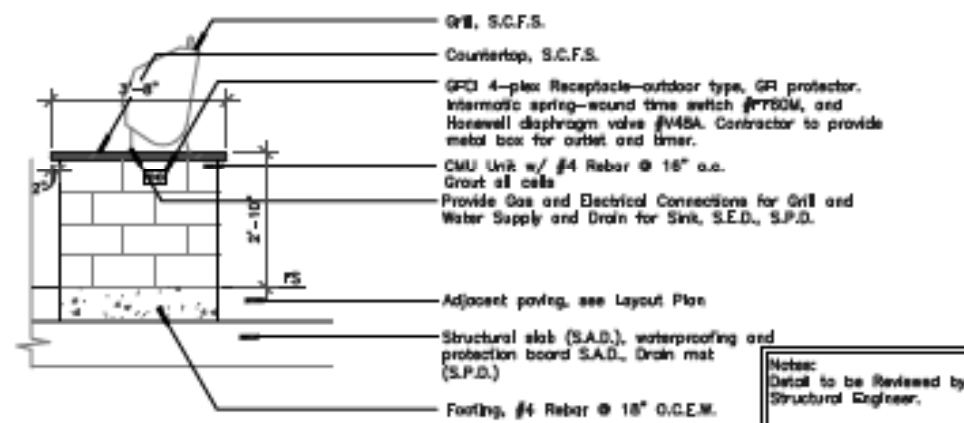 Grill, S.C.F.S.
Countertop, S.C.F.S.
3'-8"
GFCI 4-plex Receptacle-outdoor type, GFI protector.
Intermatic spring-wound time switch #FF60M, and
Honewell diaphragm valve #V48A. Contractor to provide
metal box for outlet and timer.
CMU Unit w/ #4 Rebar @ 16" o.c.
Grout all cells
2"
Provide Gas and Electrical Connections for Grill and
Water Supply and Drain for Sink, S.E.D., S.P.D.
2'-10"
FS
Adjacent paving, see Layout Plan
Structural slab (S.A.D.), waterproofing and
protection board S.A.D., Drain mat
(S.P.D.)
Footing, #4 Rebar @ 18" O.C.E.W.
Notes:
Detail to be Reviewed by
Structural Engineer.